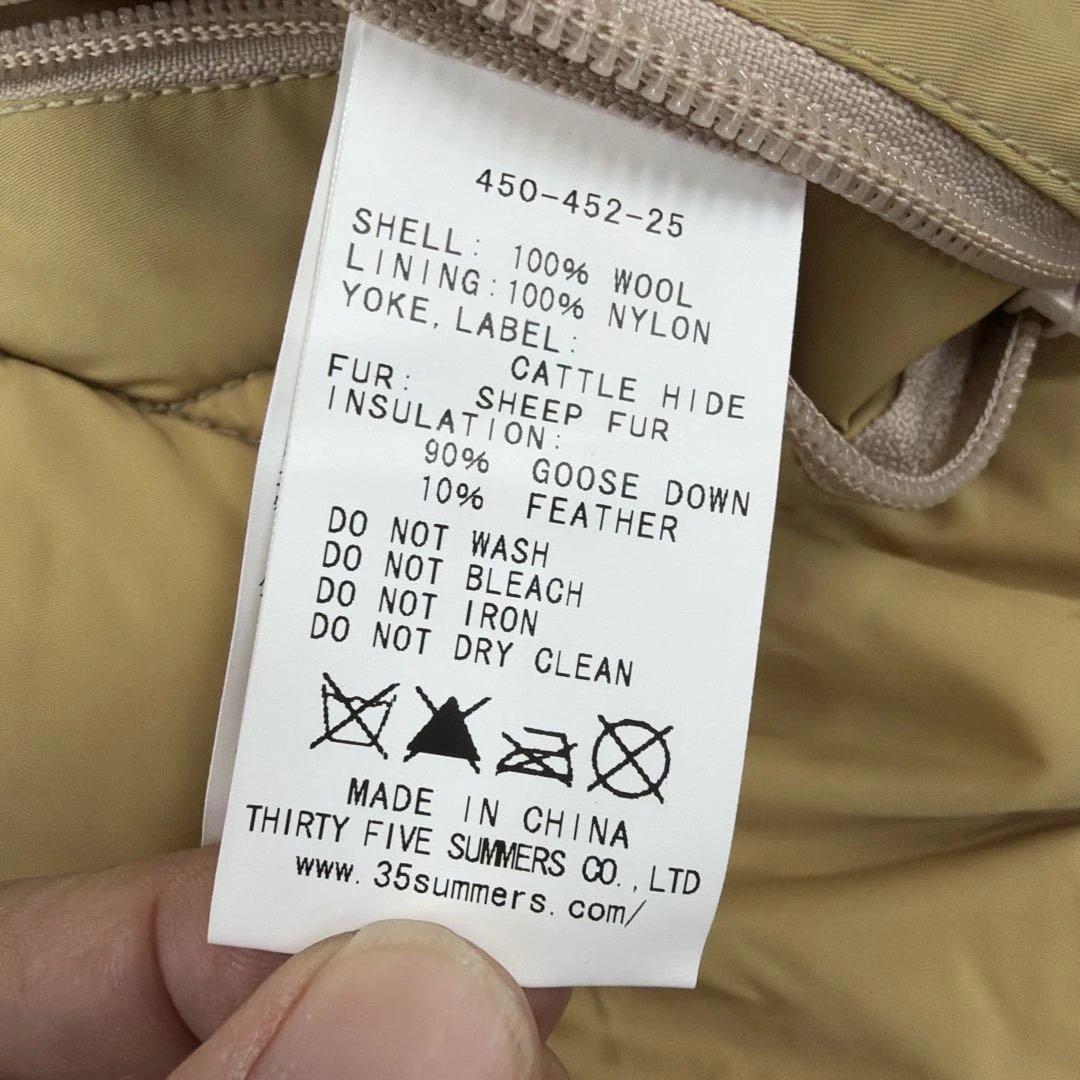 450-452-25
SHELL: 100% WOOL
LINING:100% NYLON
YOKE, LABEL:
CATTLE HIDE
FUR: SHEEP FUR
INSULATION:
90% GOOSE DOWN
10% FEATHER
DO NOT WASH
DO NOT BLEACH
DO NOT IRON
DO NOT DRY CLEAN
MADE IN CHINA
THIRTY FIVE SUMMERS CO.,LTD
www.35summers.com/